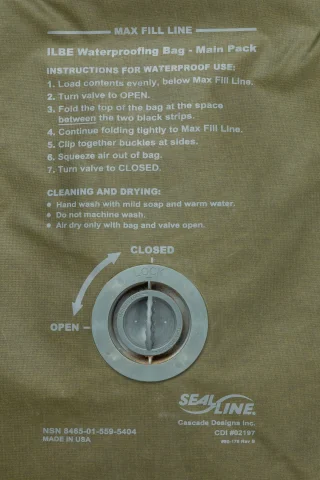 MAX FILL LINE
ILBE Waterproofing Bag - Main Pack
INSTRUCTIONS FOR WATERPROOF USE:
1. Load contents evenly, below Max Fill Line.
2. Turn valve to OPEN.
3. Fold the top of the bag at the space
between the two black strips.
4. Continue folding tightly to Max Fill Line.
5. Clip together buckles at sides.
6. Squeeze air out of bag.
7. Turn valve to CLOSED.
CLEANING AND DRYING:
• Hand wash with mild soap and warm water.
• Do not machine wash.
• Air dry only with bag and valve open.
CLOSED
LOCK
OPEN
SEAL
LINE.
Cascade Designs Inc.
CDI #02197
NSN 8465-01-559-5404
MADE IN USA